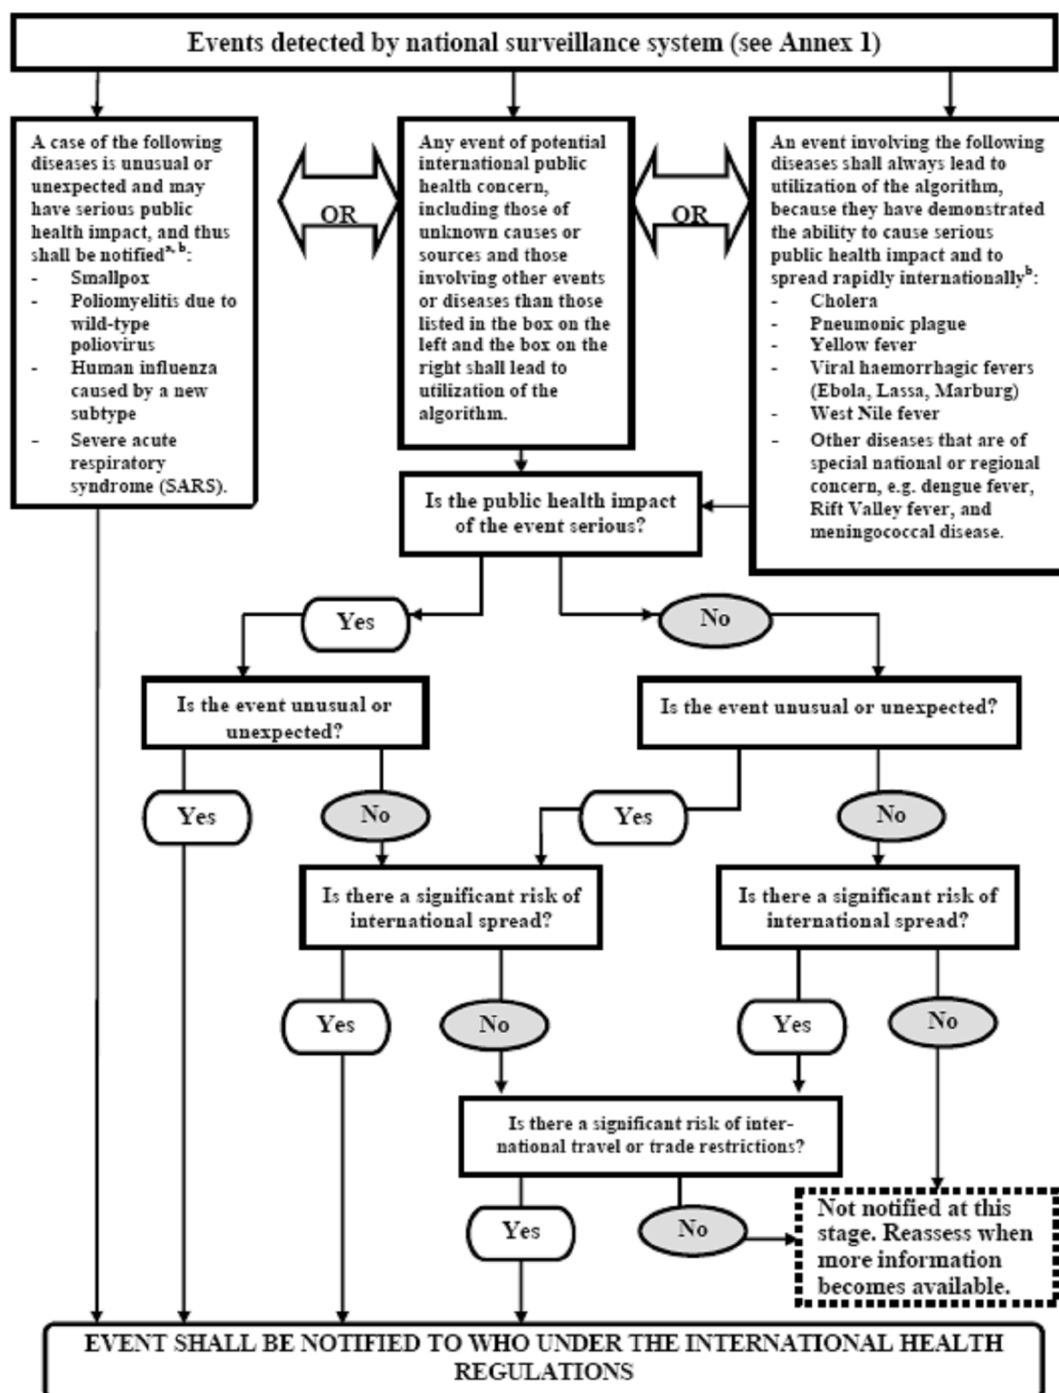 Events detected by national surveillance system (see Annex 1)
A case of the following
diseases is unusual or
unexpected and may
have serious public
health impact, and thus
shall be notifiedᵃ, ᵇ:
- Smallpox
- Poliomyelitis due to
wild-type
poliovirus
- Human influenza
caused by a new
subtype
- Severe acute
respiratory
syndrome (SARS).
OR
Any event of potential
international public
health concern,
including those of
unknown causes or
sources and those
involving other events
or diseases than those
listed in the box on the
left and the box on the
right shall lead to
utilization of the
algorithm.
OR
An event involving the following
diseases shall always lead to
utilization of the algorithm,
because they have demonstrated
the ability to cause serious
public health impact and to
spread rapidly internationallyᵇ:
- Cholera
- Pneumonic plague
- Yellow fever
- Viral haemorrhagic fevers
(Ebola, Lassa, Marburg)
- West Nile fever
- Other diseases that are of
special national or regional
concern, e.g. dengue fever,
Rift Valley fever, and
meningococcal disease.
Is the public health impact
of the event serious?
Yes
No
Is the event unusual or
unexpected?
Is the event unusual or unexpected?
Yes
No
Yes
No
Is there a significant risk of
international spread?
Is there a significant risk of
international spread?
Yes
No
Yes
No
Is there a significant risk of inter-
national travel or trade restrictions?
Yes
No
Not notified at this
stage. Reassess when
more information
becomes available.
EVENT SHALL BE NOTIFIED TO WHO UNDER THE INTERNATIONAL HEALTH
REGULATIONS